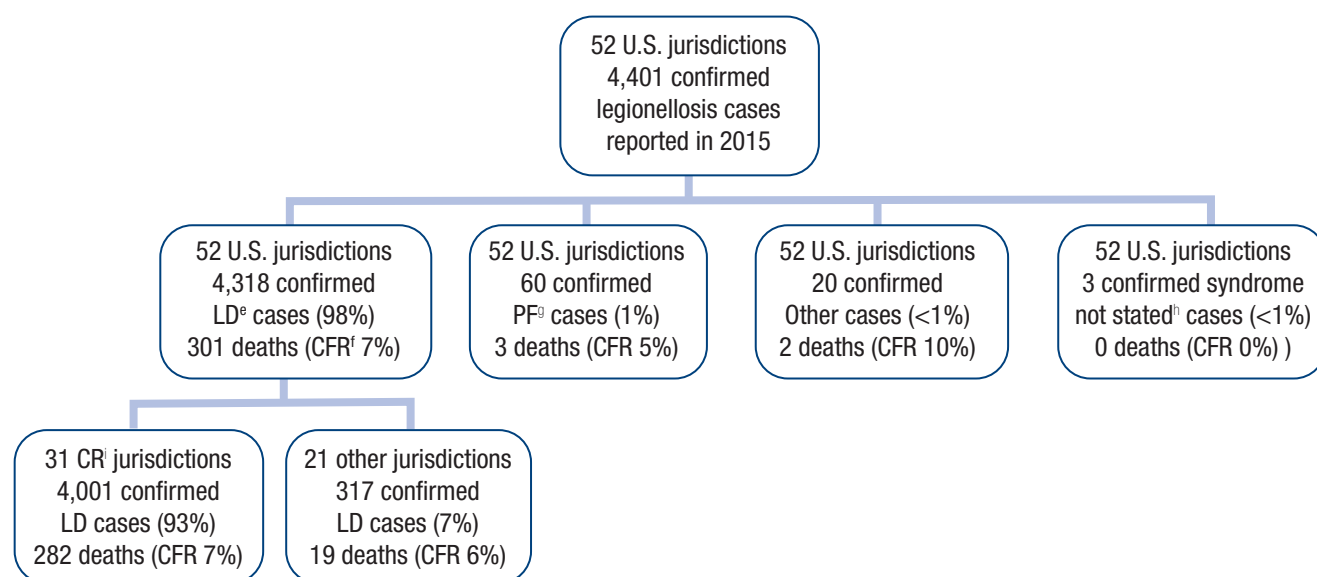 52 U.S. jurisdictions
4,401 confirmed
legionellosis cases
reported in 2015
52 U.S. jurisdictions
4,318 confirmed
LDᵉ cases (98%)
301 deaths (CFRᶠ 7%)
52 U.S. jurisdictions
60 confirmed
PFᵍ cases (1%)
3 deaths (CFR 5%)
52 U.S. jurisdictions
20 confirmed
Other cases (<1%)
2 deaths (CFR 10%)
52 U.S. jurisdictions
3 confirmed syndrome
not statedʰ cases (<1%)
0 deaths (CFR 0%) )
31 CRⁱ jurisdictions
4,001 confirmed
LD cases (93%)
282 deaths (CFR 7%)
21 other jurisdictions
317 confirmed
LD cases (7%)
19 deaths (CFR 6%)